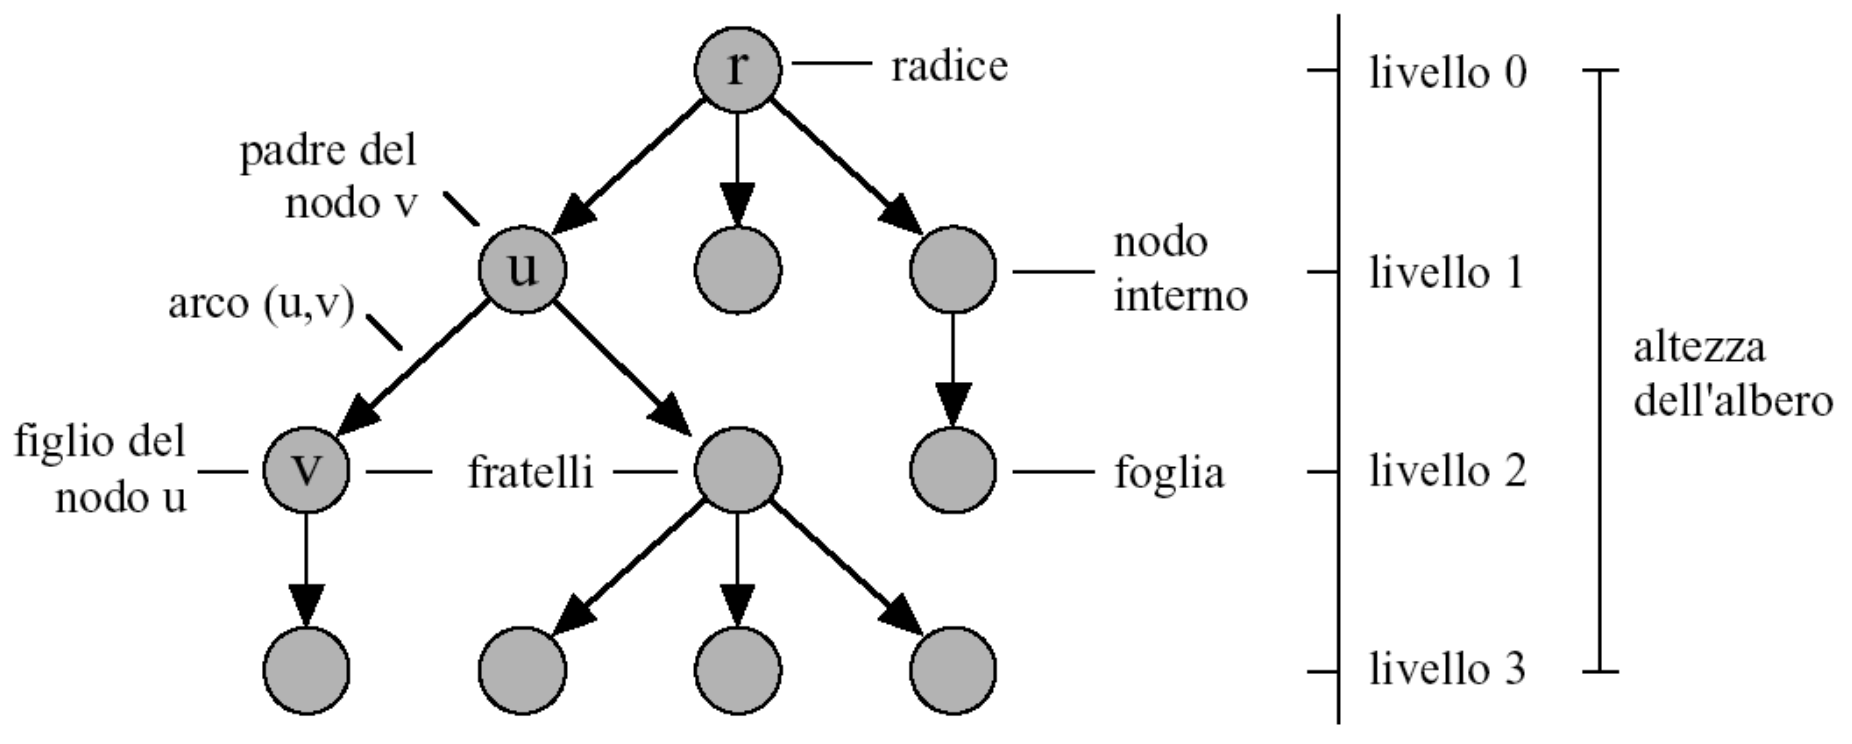 r
radice
livello 0
padre del
nodo v
u
nodo
interno
livello 1
arco (u,v)
altezza
dell'albero
figlio del
nodo u
v
fratelli
foglia
livello 2
livello 3